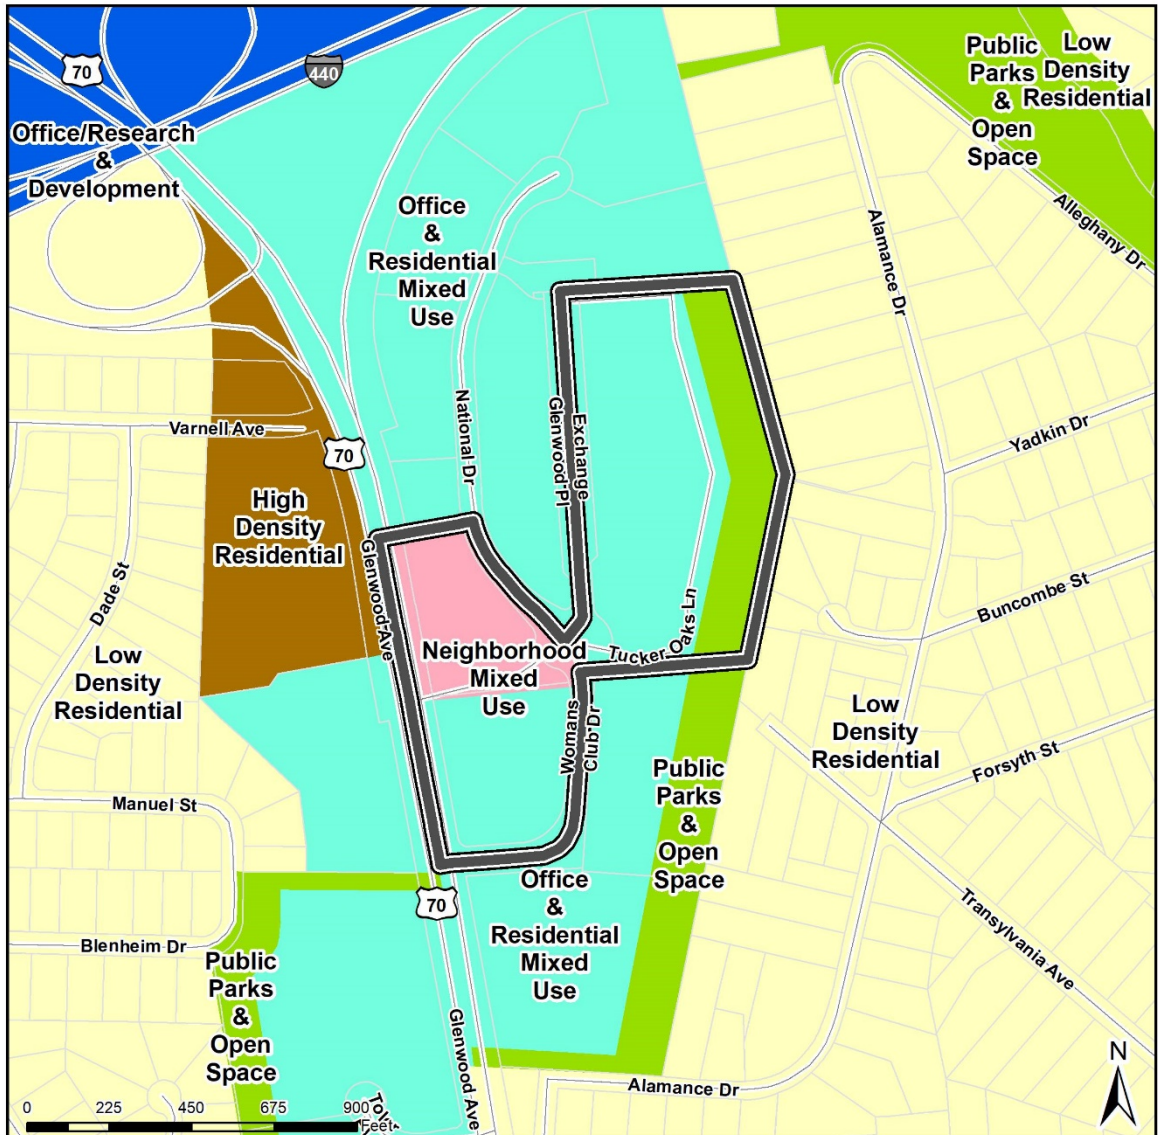 70
440
Office/Research
&
Development
Public
Parks
&
Open
Space
Low
Density
Residential
Office
&
Residential
Mixed
Use
Alamance Dr
Alleghany Dr
Varnell Ave
70
National Dr
Exchange
Glenwood Pl
Yadkin Dr
High
Density
Residential
Dade St
Glenwood Ave
Buncombe St
Low
Density
Residential
Neighborhood
Mixed
Use
Tucker Oaks Ln
Womans
Club Dr
Low
Density
Residential
Forsyth St
Manuel St
Public
Parks
&
Open
Space
70
Office
&
Residential
Mixed
Use
Transylvania Ave
Blenheim Dr
Public
Parks
&
Open
Space
Glenwood Ave
Alamance Dr
N
0 225 450 675 900
Feet